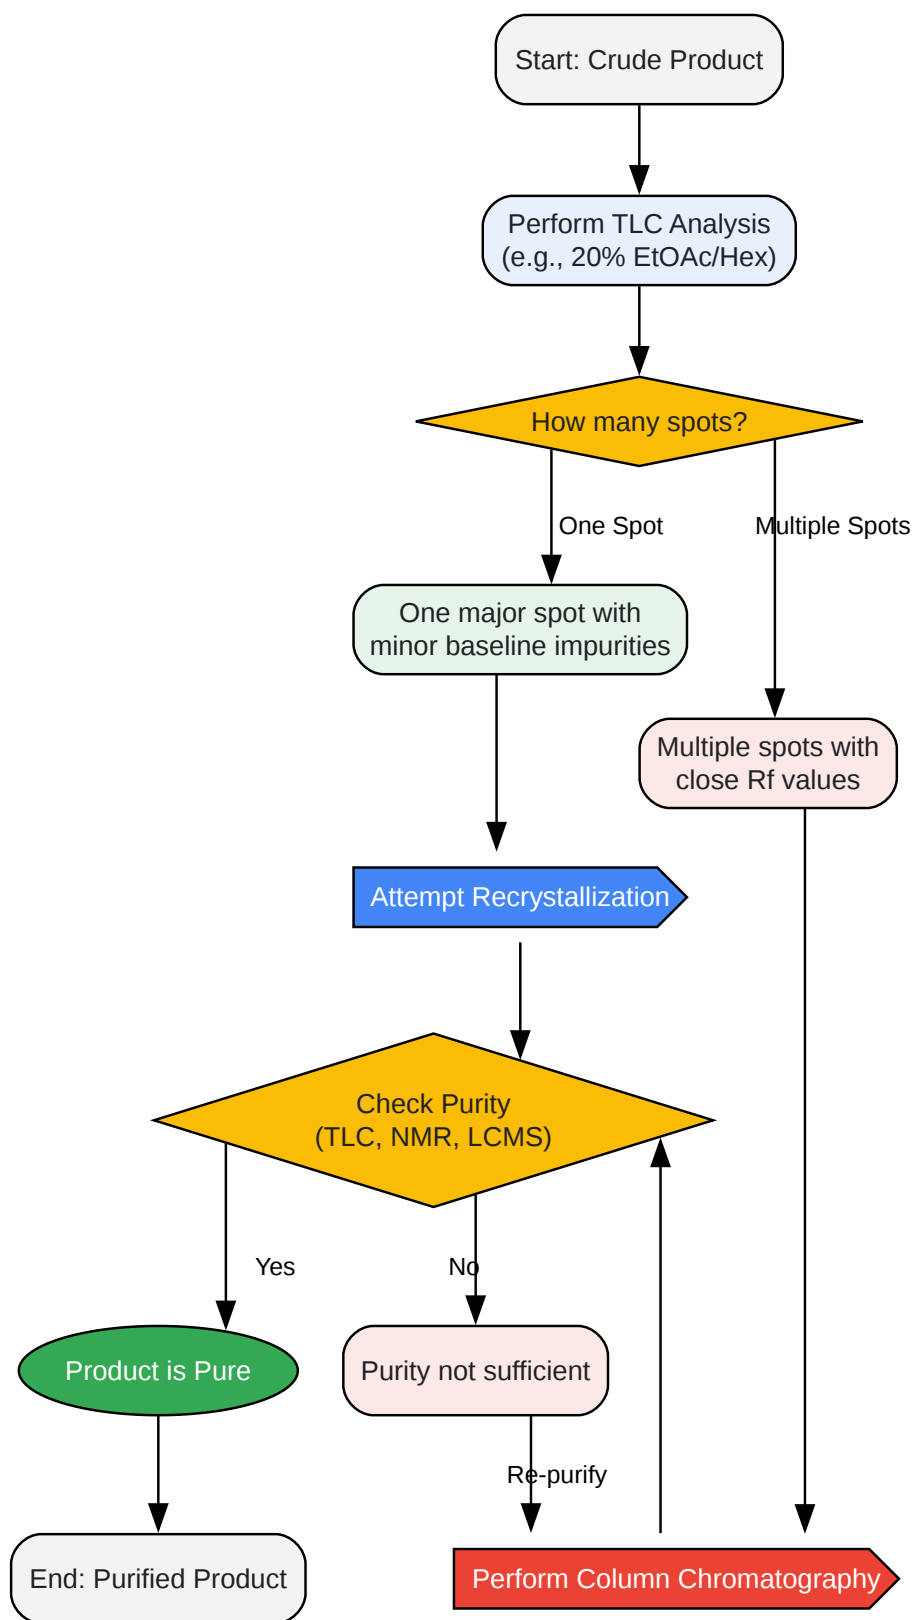 Start: Crude Product
Perform TLC Analysis
(e.g., 20% EtOAc/Hex)
How many spots?
One Spot
Multiple Spots
One major spot with
minor baseline impurities
Multiple spots with
close Rf values
Attempt Recrystallization
Check Purity
(TLC, NMR, LCMS)
Yes
No
Product is Pure
Purity not sufficient
Re-purify
End: Purified Product
Perform Column Chromatography